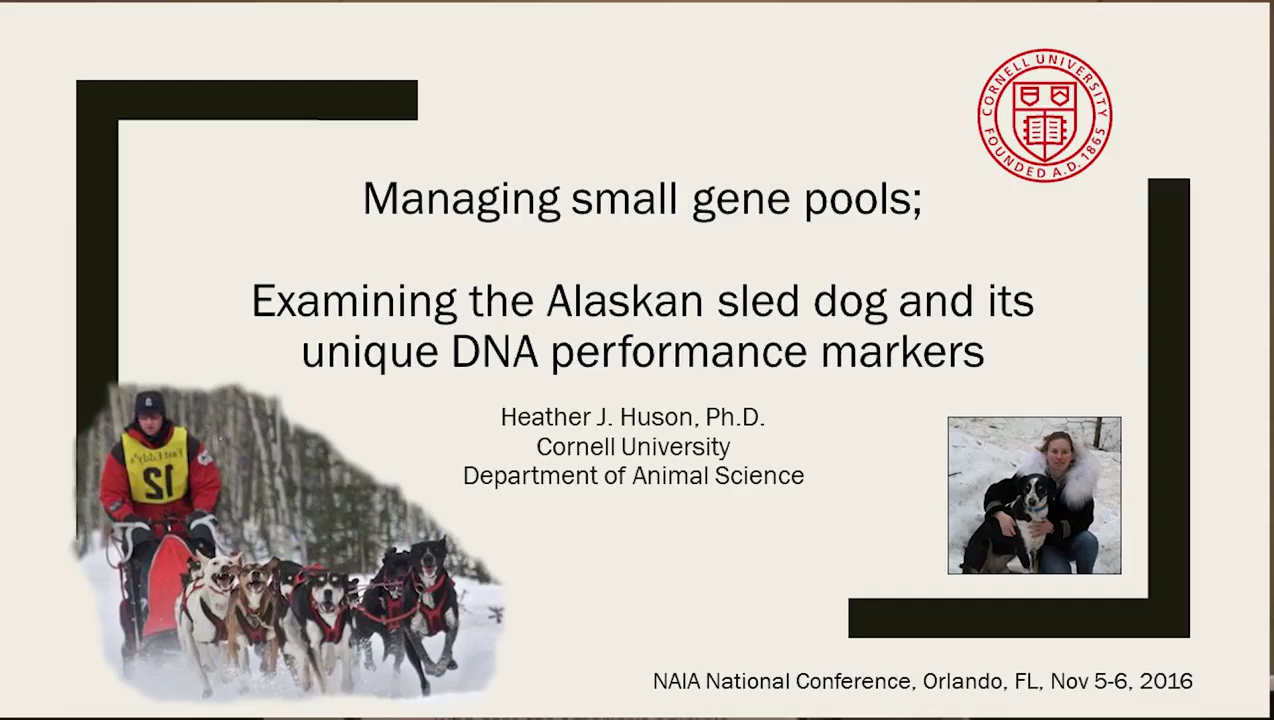 CORNELL UNIVERSITY
FOUNDED A.D. 1865
Managing small gene pools;
Examining the Alaskan sled dog and its
unique DNA performance markers
Heather J. Huson, Ph.D.
Cornell University
Department of Animal Science
12
NAIA National Conference, Orlando, FL, Nov 5-6, 2016